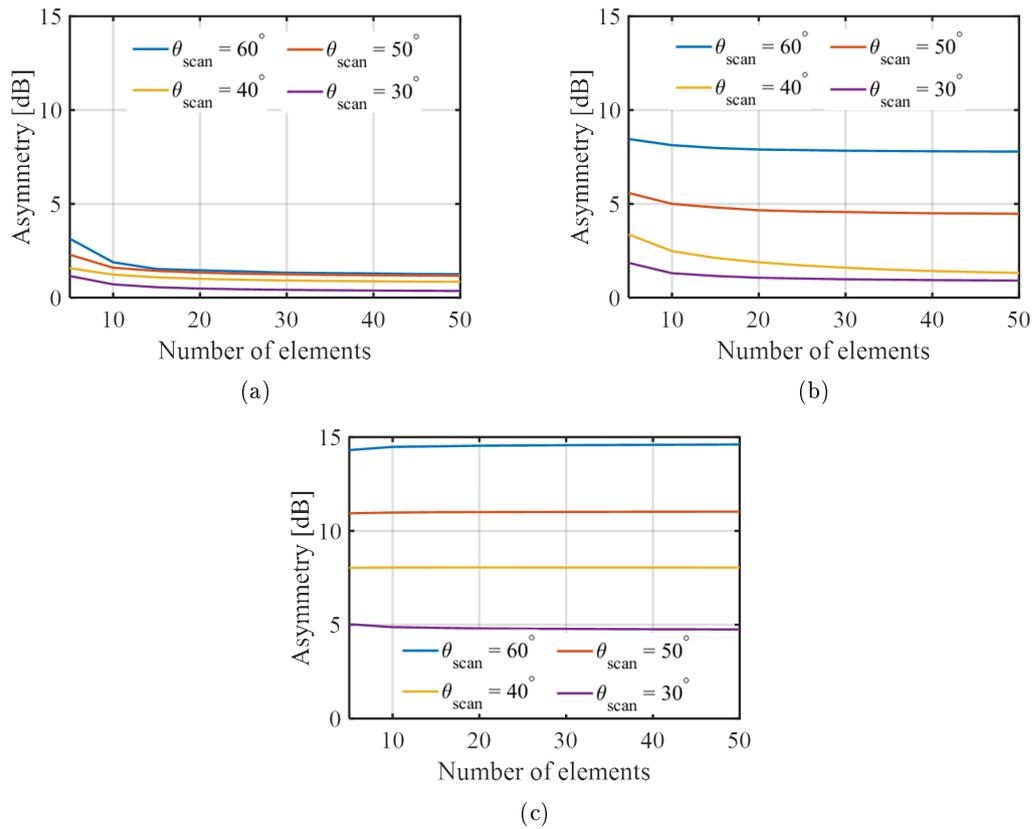 15
10
5
0
Asymmetry [dB]
θscan = 60° θscan = 50°
θscan = 40° θscan = 30°
10 20 30 40 50
Number of elements
(a)
15
10
5
0
Asymmetry [dB]
θscan = 60° θscan = 50°
θscan = 40 θscan = 30°
10 20 30 40 50
Number of elements
(b)
15
10
5
0
Asymmetry [dB]
θscan = 60° θscan = 50°
θscan = 40° θscan = 30°
10 20 30 40 50
Number of elements
(c)